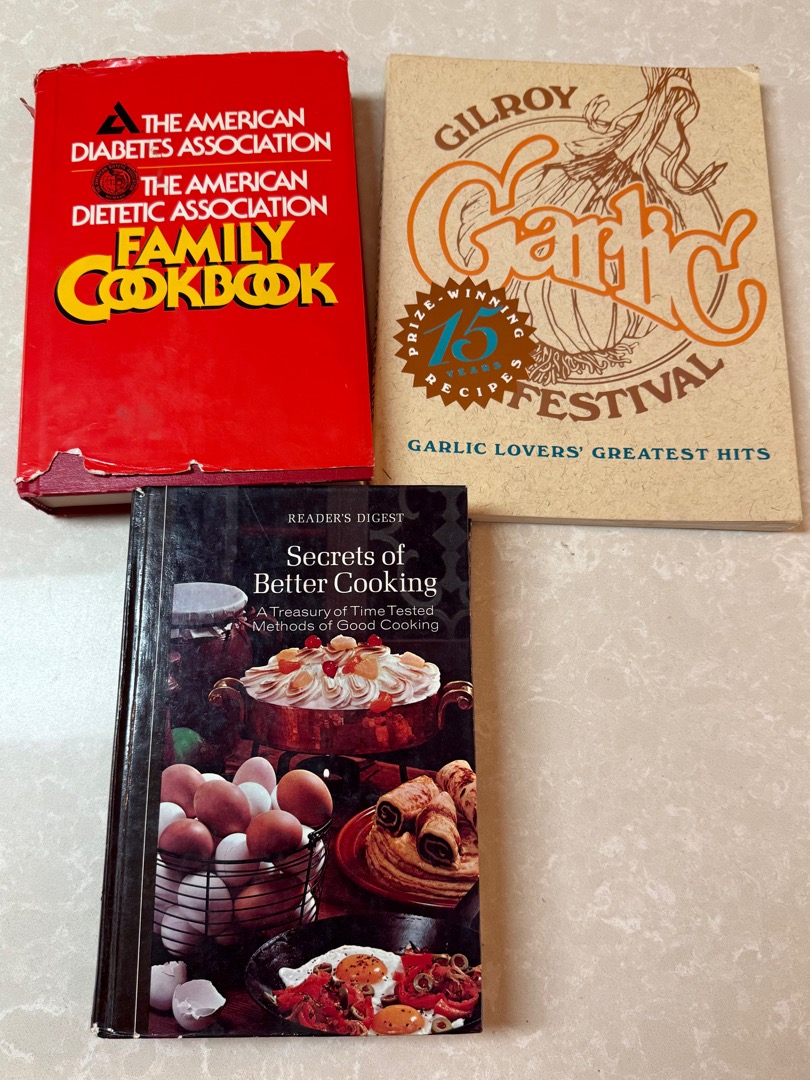 THE AMERICAN
DIABETES ASSOCIATION
THE AMERICAN
DIETETIC ASSOCIATION
FAMILY
COOKBOOK
GILROY
Garlic
FESTIVAL
PRIZE-WINNING
15
YEARS
RECIPES
GARLIC LOVERS' GREATEST HITS
READER'S DIGEST
Secrets of
Better Cooking
A Treasury of Time Tested
Methods of Good Cooking